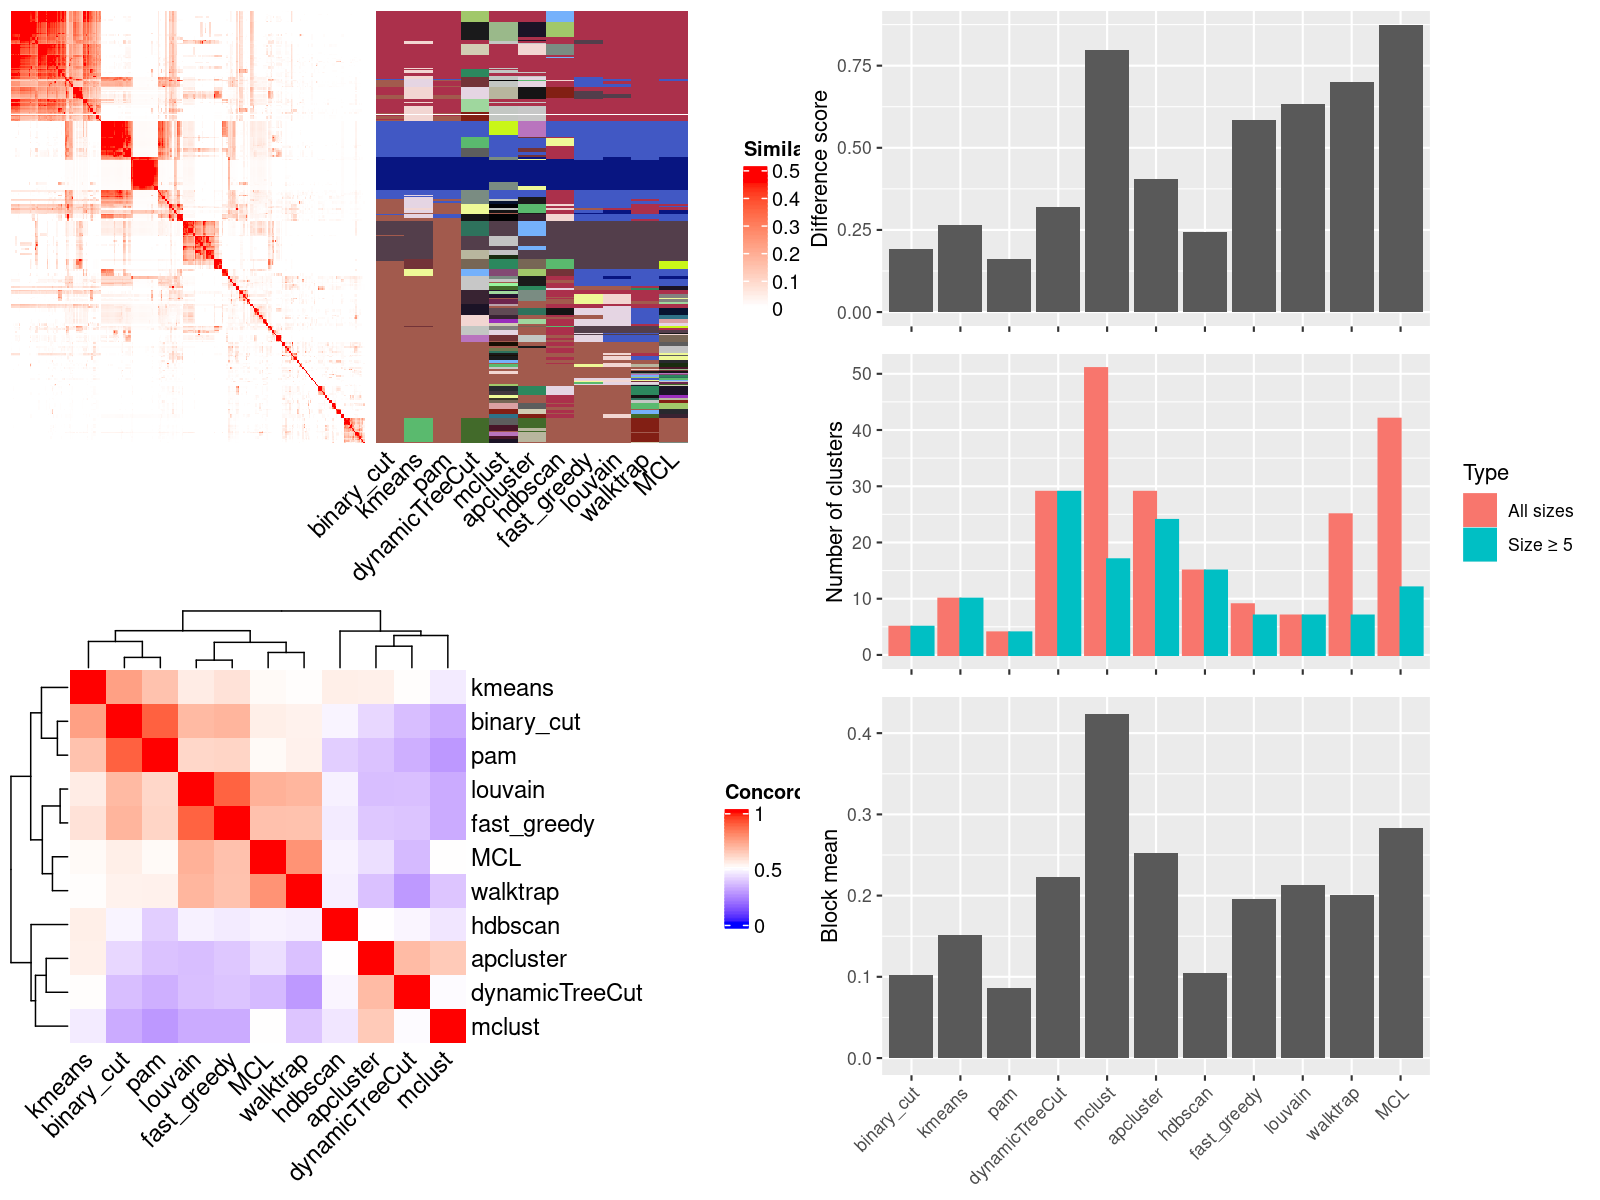 Simila
0.5
0.4
0.3
0.2
0.1
0
binary_cut
kmeans
pam
dynamicTreeCut
mclust
apcluster
hdbscan
fast_greedy
louvain
walktrap
MCL
kmeans
binary_cut
pam
louvain
fast_greedy
MCL
walktrap
hdbscan
apcluster
dynamicTreeCut
mclust
kmeans
binary_cut
pam
louvain
fast_greedy
MCL
walktrap
hdbscan
apcluster
dynamicTreeCut
mclust
Concord
1
0.5
0
Difference score
0.75
0.50
0.25
0.00
Number of clusters
50
40
30
20
10
0
Type
All sizes
Size ≥ 5
Block mean
0.4
0.3
0.2
0.1
0.0
binary_cut
kmeans
pam
dynamicTreeCut
mclust
apcluster
hdbscan
fast_greedy
louvain
walktrap
MCL